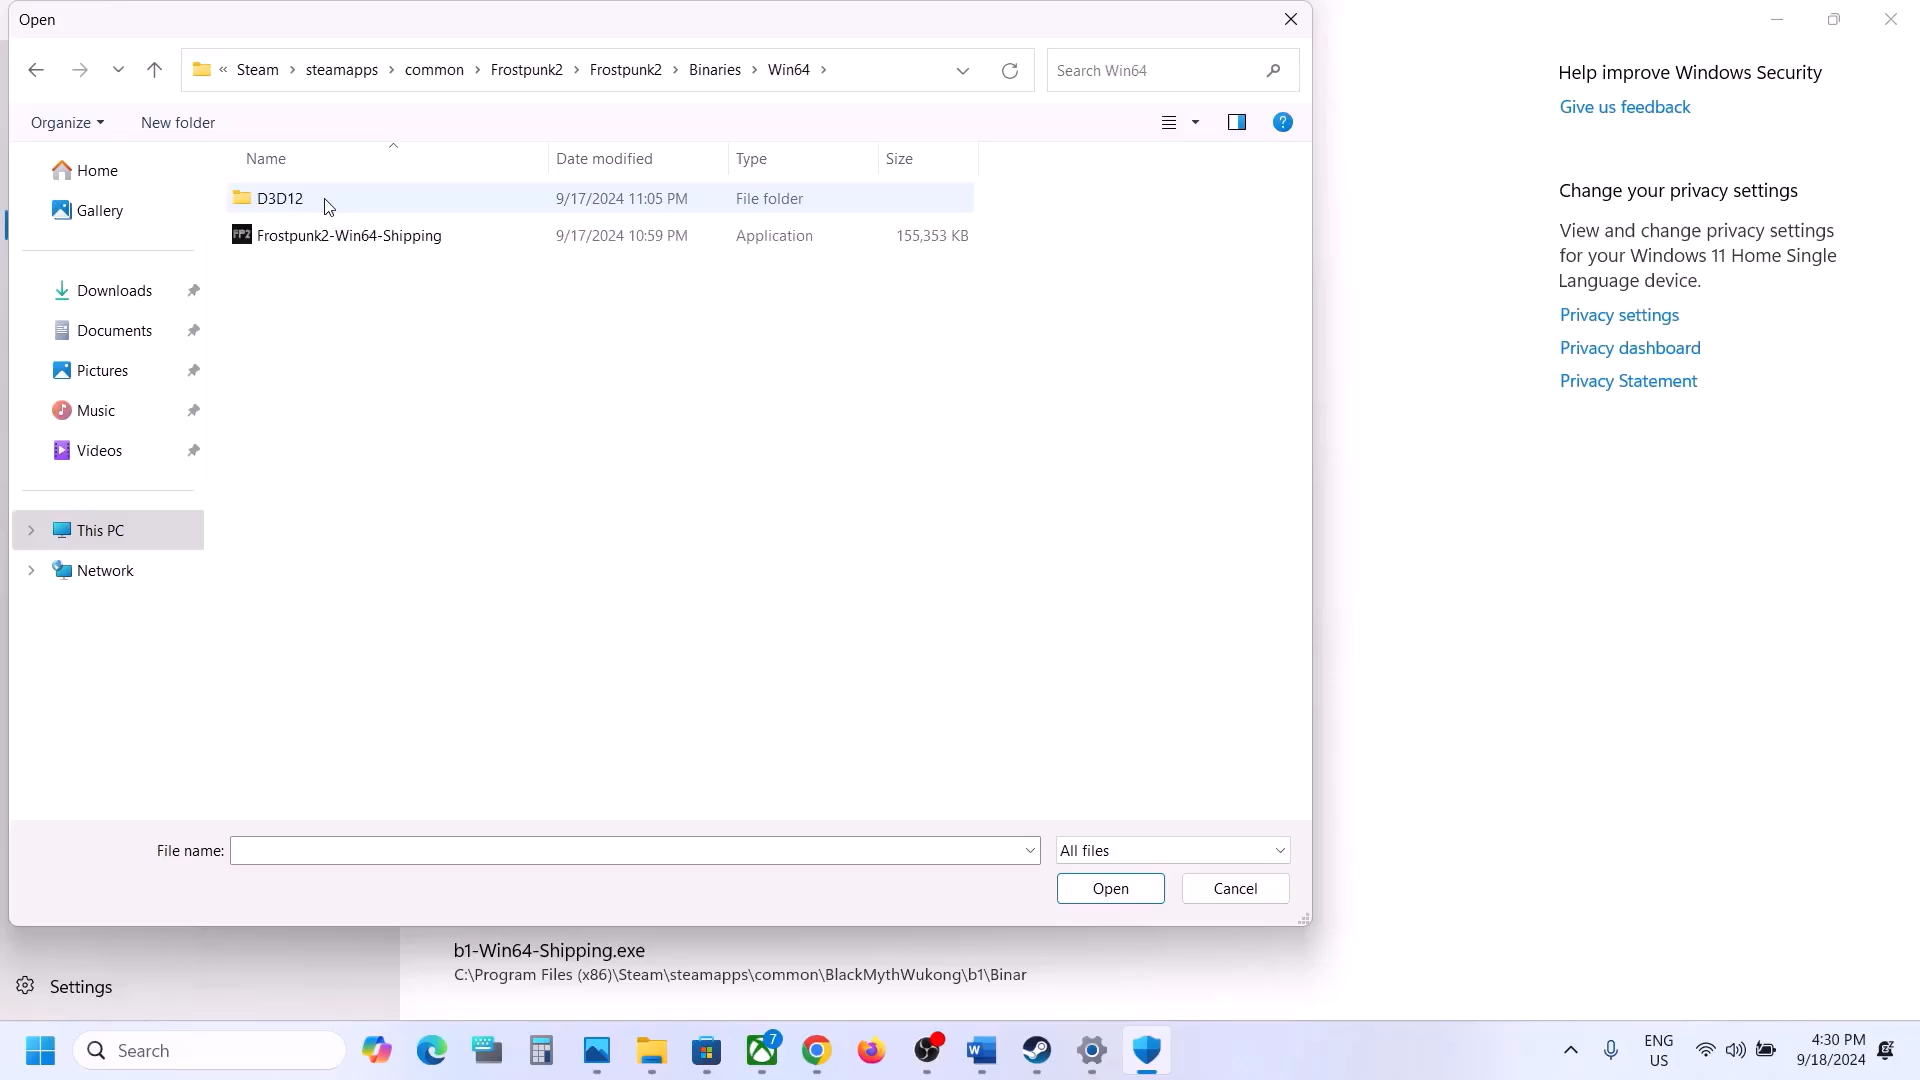 Open
« Steam › steamapps › common › Frostpunk2 › Frostpunk2 › Binaries › Win64 ›
Search Win64
Organize
New folder
?
Name
Date modified
Type
Size
D3D12
9/17/2024 11:05 PM
File folder
FP2
Frostpunk2-Win64-Shipping
9/17/2024 10:59 PM
Application
155,353 KB
Home
Gallery
Downloads
Documents
Pictures
Music
Videos
This PC
Network
File name:
All files
Open
Cancel
Help improve Windows Security
Give us feedback
Change your privacy settings
View and change privacy settings
for your Windows 11 Home Single
Language device.
Privacy settings
Privacy dashboard
Privacy Statement
b1-Win64-Shipping.exe
C:\Program Files (x86)\Steam\steamapps\common\BlackMythWukong\b1\Binar
Settings
Search
7
W
ENG
US
4:30 PM
9/18/2024